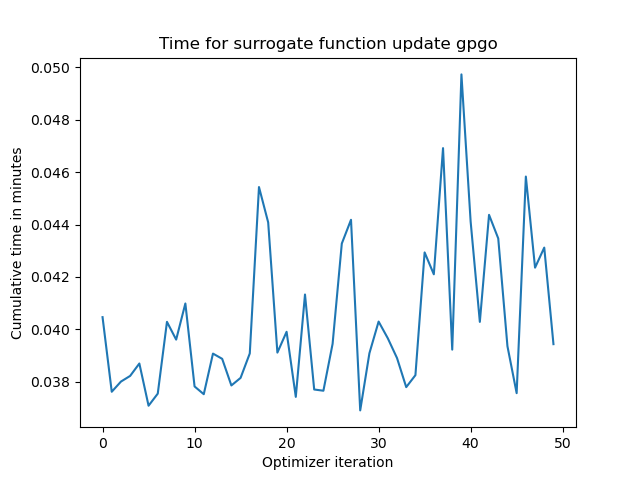 Time for surrogate function update gpgo
Cumulative time in minutes
0.050
0.048
0.046
0.044
0.042
0.040
0.038
0 10 20 30 40 50
Optimizer iteration